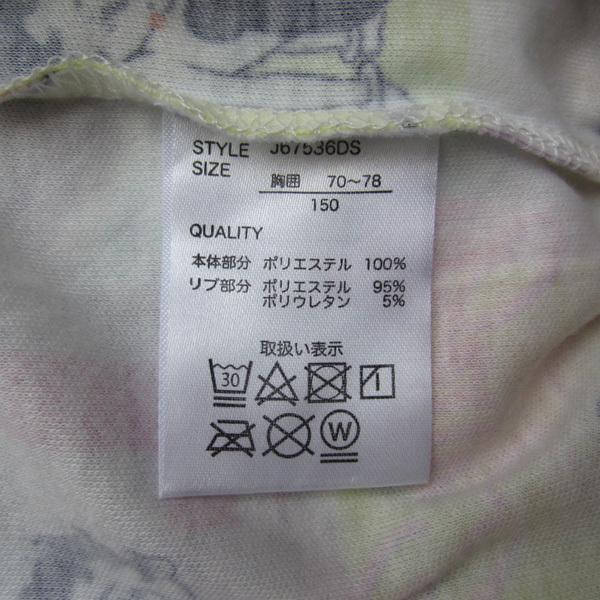 STYLE J67536DS
SIZE
胸囲 70～78
150
QUALITY
本体部分 ポリエステル 100%
リブ部分 ポリエステル 95%
ポリウレタン 5%
取扱い表示
30
W